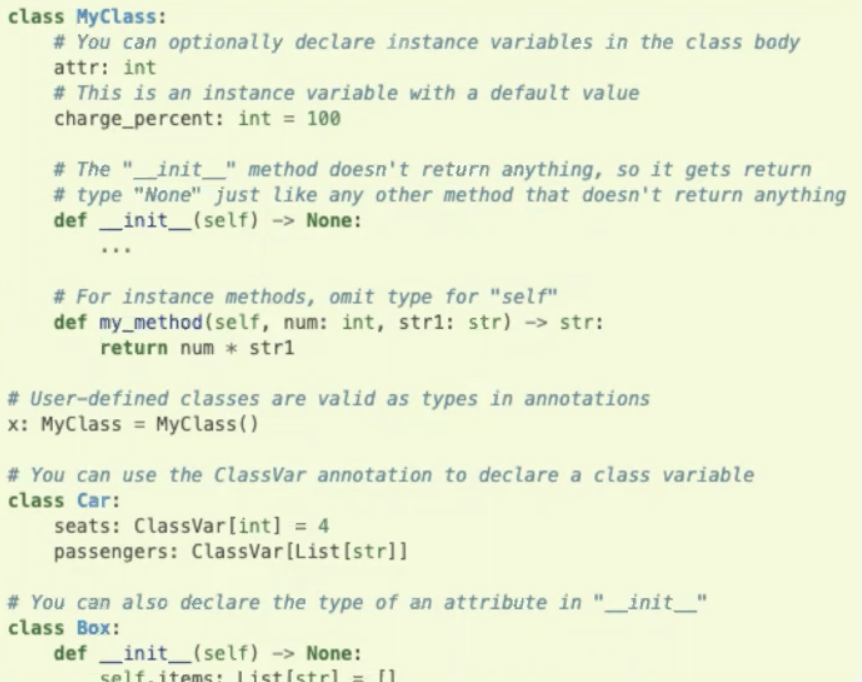 class MyClass:
    # You can optionally declare instance variables in the class body
    attr: int
    # This is an instance variable with a default value
    charge_percent: int = 100

    # The "__init__" method doesn't return anything, so it gets return
    # type "None" just like any other method that doesn't return anything
    def __init__(self) -> None:
        ...

    # For instance methods, omit type for "self"
    def my_method(self, num: int, str1: str) -> str:
        return num * str1

# User-defined classes are valid as types in annotations
x: MyClass = MyClass()

# You can use the ClassVar annotation to declare a class variable
class Car:
    seats: ClassVar[int] = 4
    passengers: ClassVar[List[str]]

# You can also declare the type of an attribute in "__init__"
class Box:
    def __init__(self) -> None:
        self.items: List[str] = []